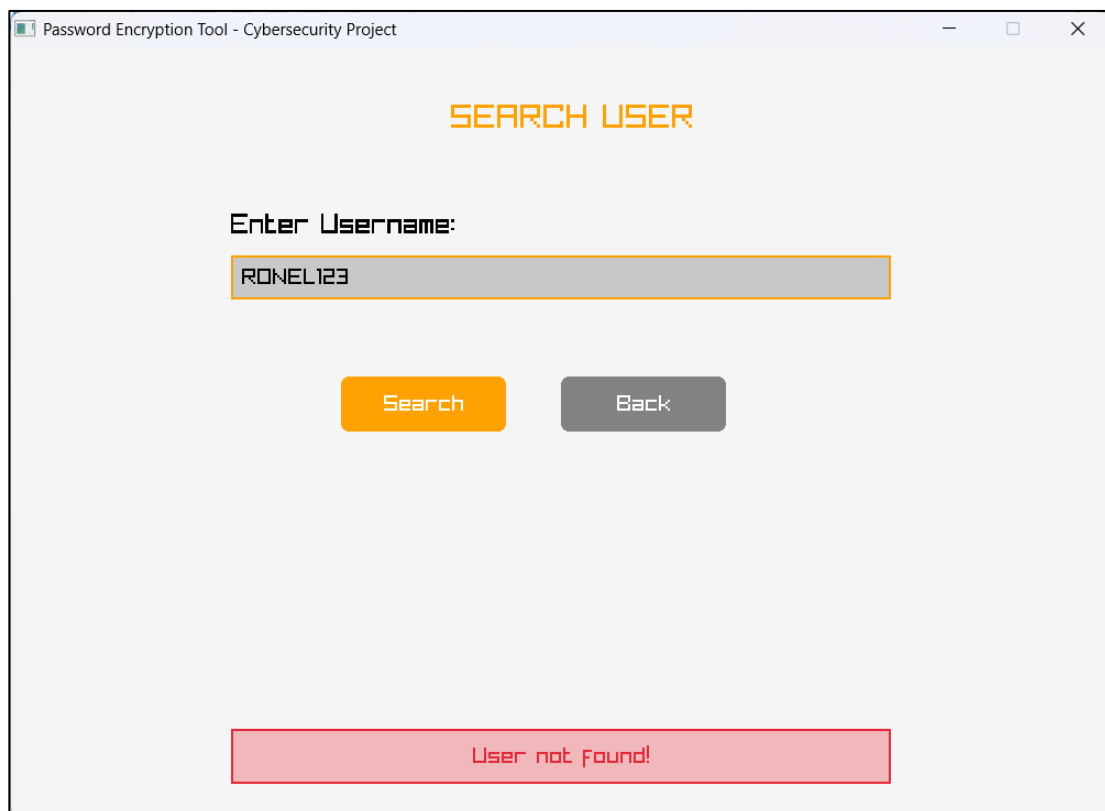 Password Encryption Tool - Cybersecurity Project
SEARCH USER
Enter Username:
RONEL123
Search
Back
User not found!